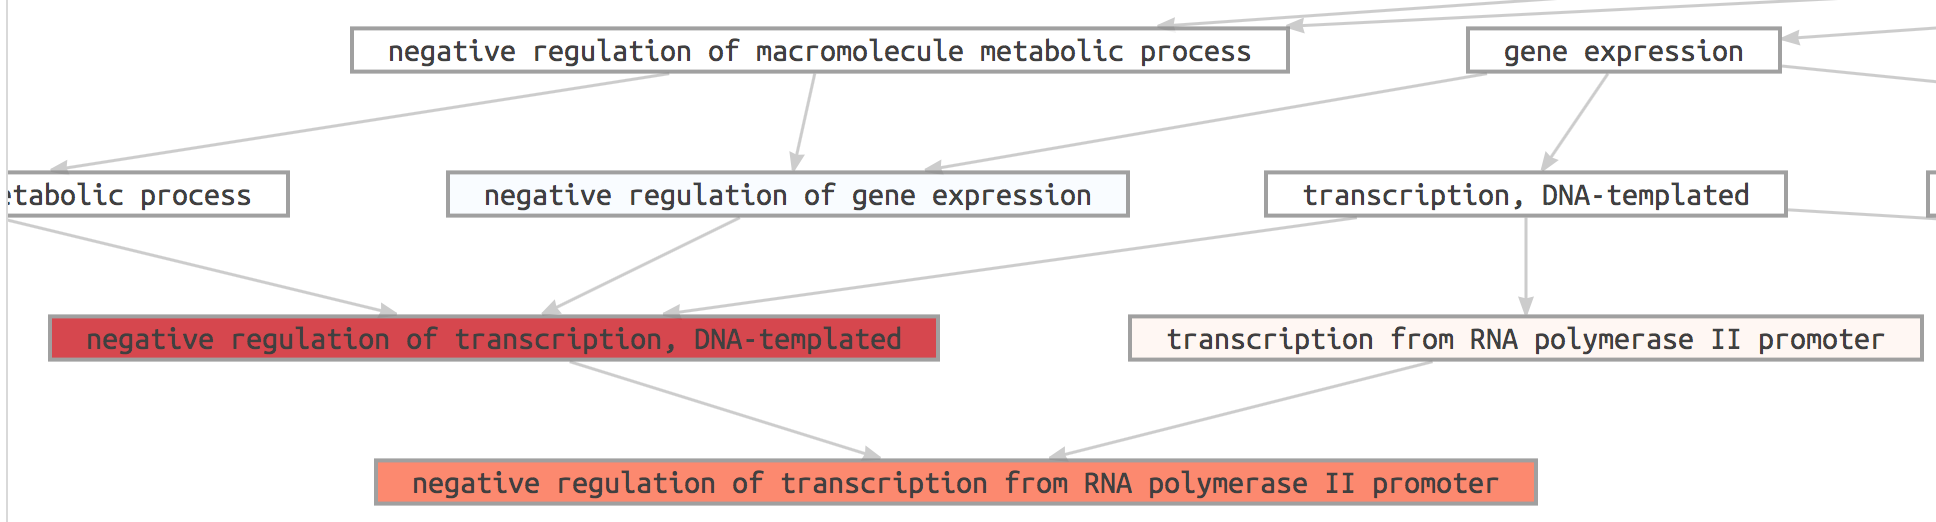 negative regulation of macromolecule metabolic process
gene expression
etabolic process
negative regulation of gene expression
transcription, DNA-templated
negative regulation of transcription, DNA-templated
transcription from RNA polymerase II promoter
negative regulation of transcription from RNA polymerase II promoter